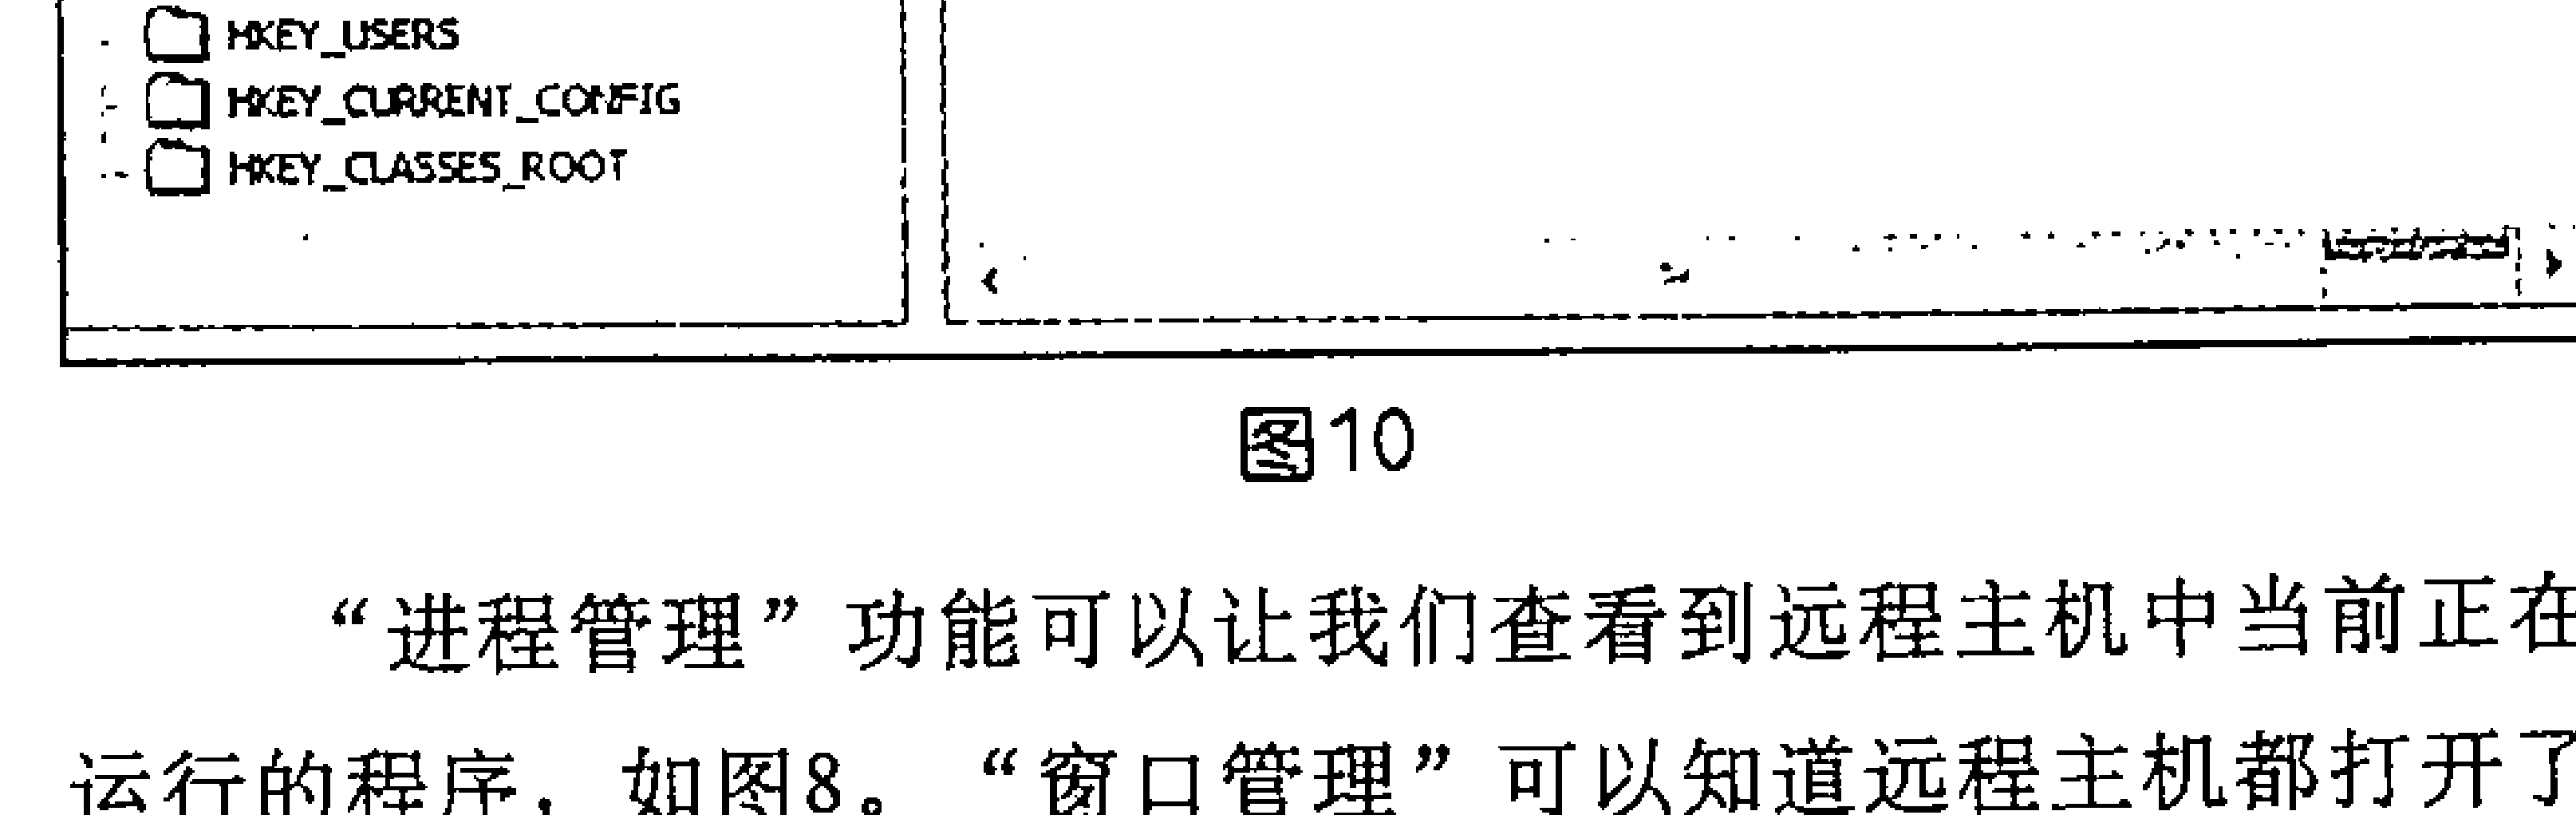 HKEY_USERS
HKEY_CURRENT_CONFIG
HKEY_CLASSES_ROOT
图10
“进程管理”功能可以让我们查看到远程主机中当前正在
运行的程序，如图8。“窗口管理”可以知道远程主机都打开了